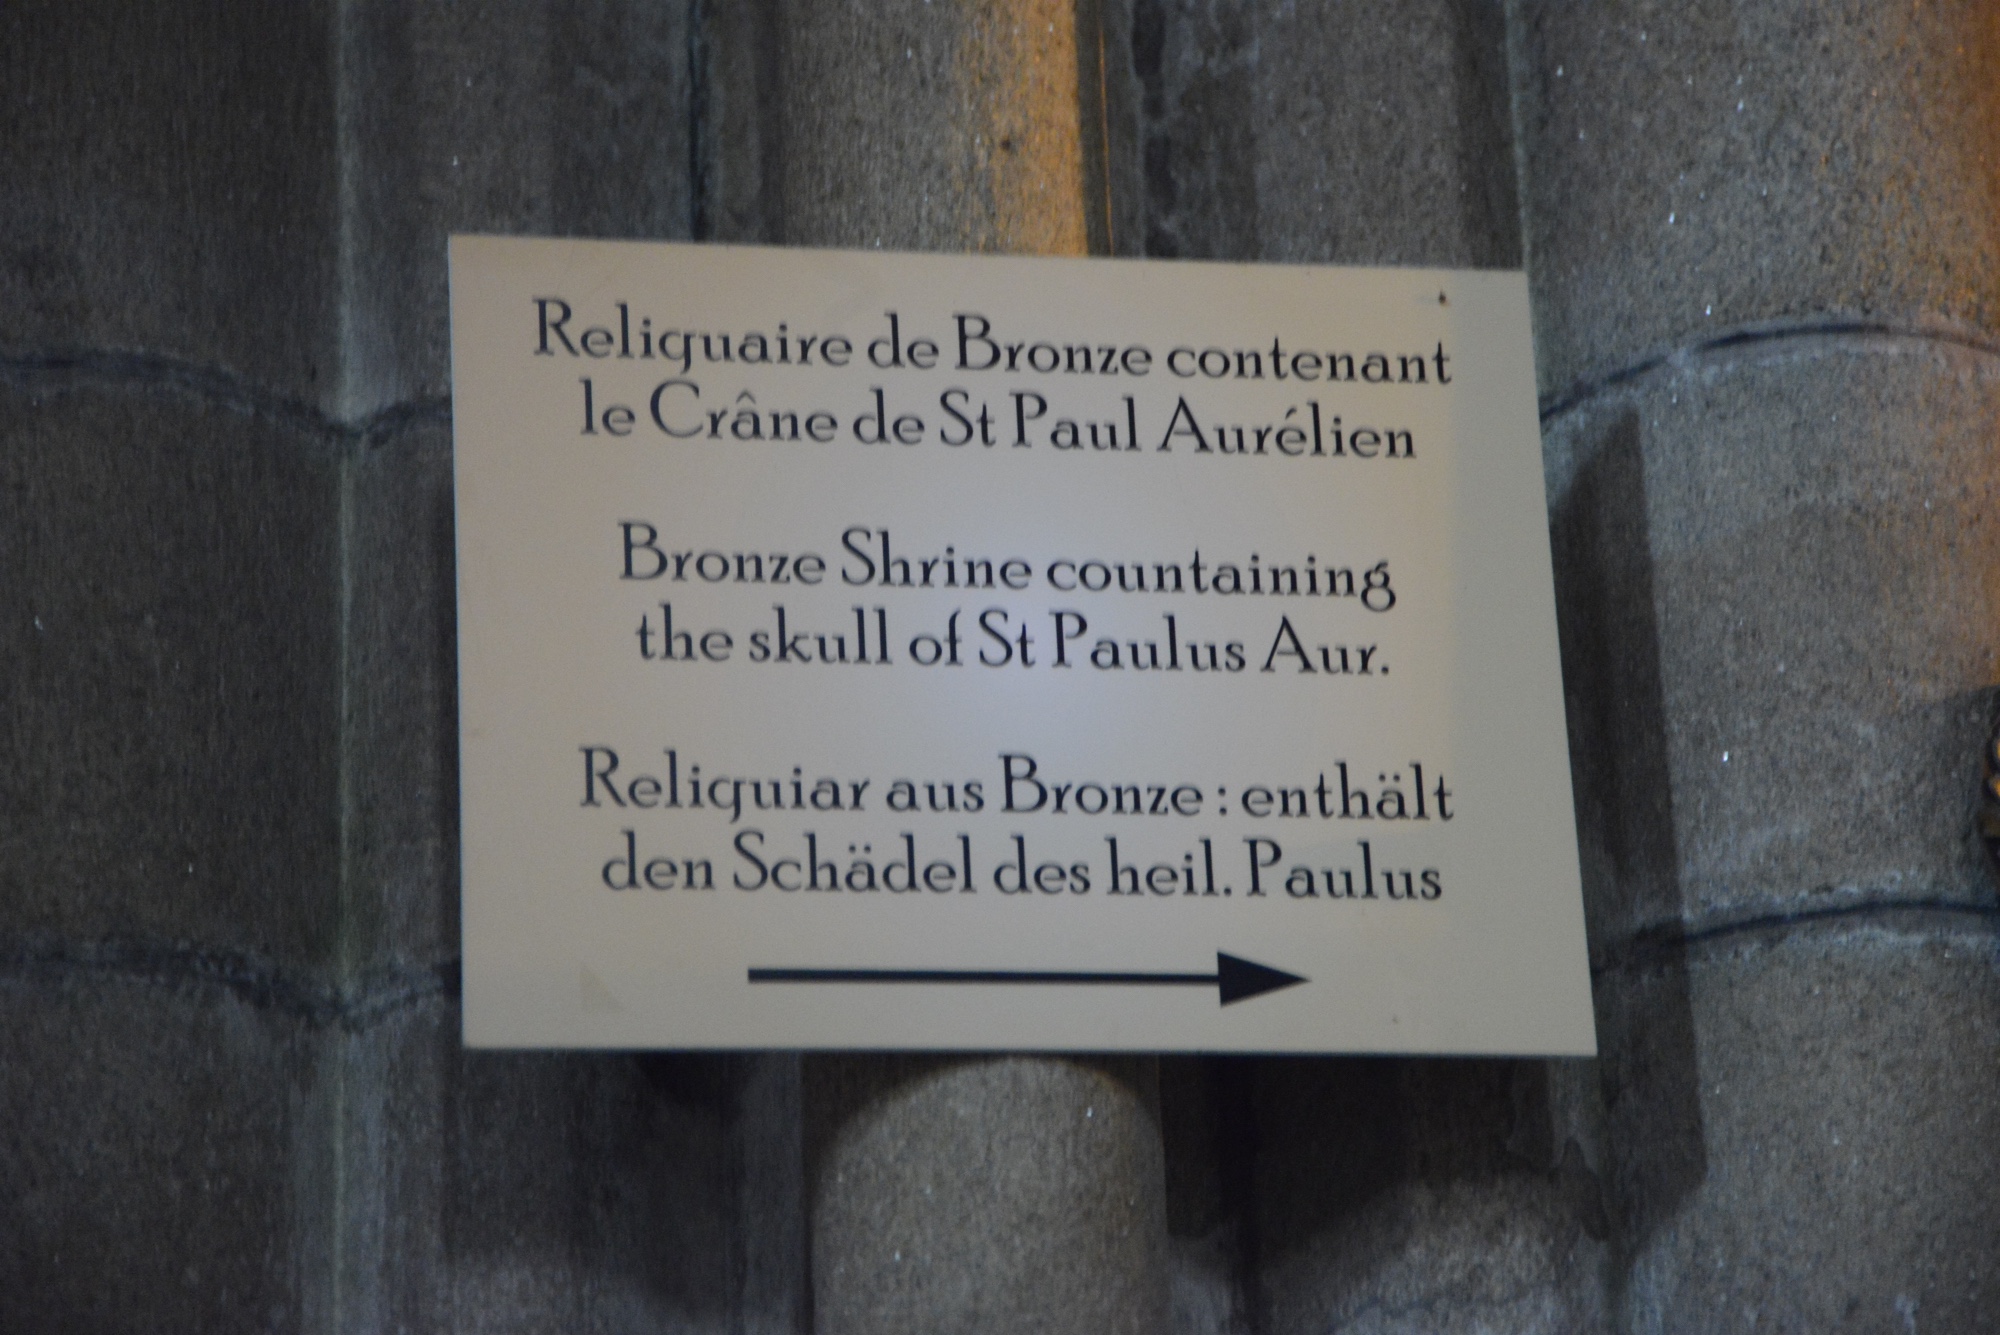 Reliquaire de Bronze contenant
le Crâne de St Paul Aurélien
Bronze Shrine countaining
the skull of St Paulus Aur.
Reliquiar aus Bronze : enthält
den Schädel des heil. Paulus